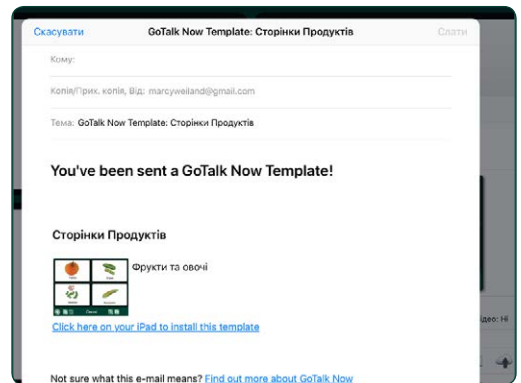 Скасувати GoTalk Now Template: Сторінки Продуктів Слати
Кому:
Копія/Прих. копія, Від: marcyweiland@gmail.com
Тема: GoTalk Now Template: Сторінки Продуктів
You've been sent a GoTalk Now Template!
Сторінки Продуктів
Фрукти та овочі
Click here on your iPad to install this template
ідео: Ні
Not sure what this e-mail means? Find out more about GoTalk Now